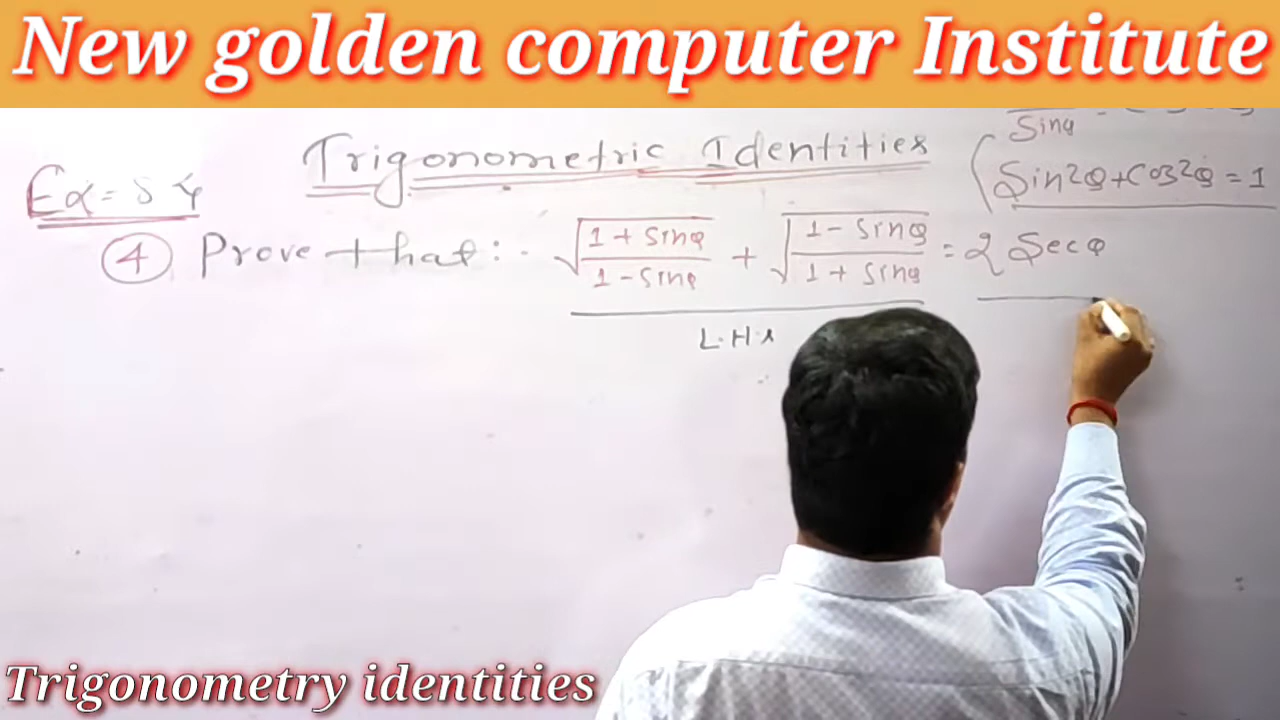 New golden computer Institute
Sinθ
Trigonometric Identities
Sin²θ+Cos²θ=1
Ex=5.4
4 Prove that:- √(1+Sinθ/1-Sinθ) + √(1-Sinθ/1+Sinθ) = 2 Secθ
L.H.s
Trigonometry identities